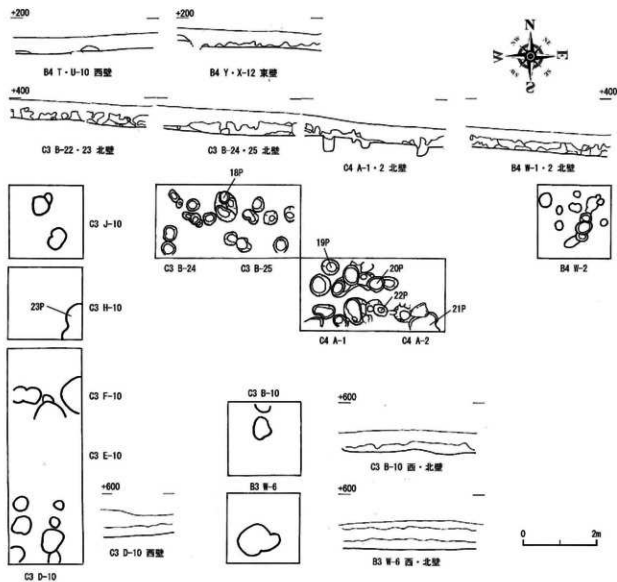 +200
+200
N
NW
NE
W
E
SW
SE
S
B4 T・U-10 西壁
B4 Y・X-12 東壁
+400
+400
C3 B-22・23 北壁
C3 B-24・25 北壁
C4 A-1・2 北壁
B4 W-1・2 北壁
18P
C3 J-10
C3 B-24
C3 B-25
B4 W-2
19P
20P
23P
C3 H-10
22P
21P
C4 A-1
C4 A-2
C3 F-10
C3 B-10
+600
C3 E-10
C3 B-10 西・北壁
B3 W-6
+600
+600
C3 D-10 西壁
B3 W-6 西・北壁
0
2m
C3 D-10